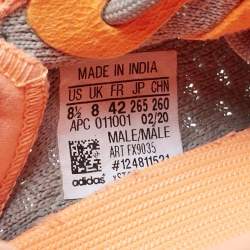 MADE IN INDIA
US UK FR JP CHN
8½ 8 42 265 260
APC 011001 02/20
MALE/MALE
ART FX9035
#124811521
adidas